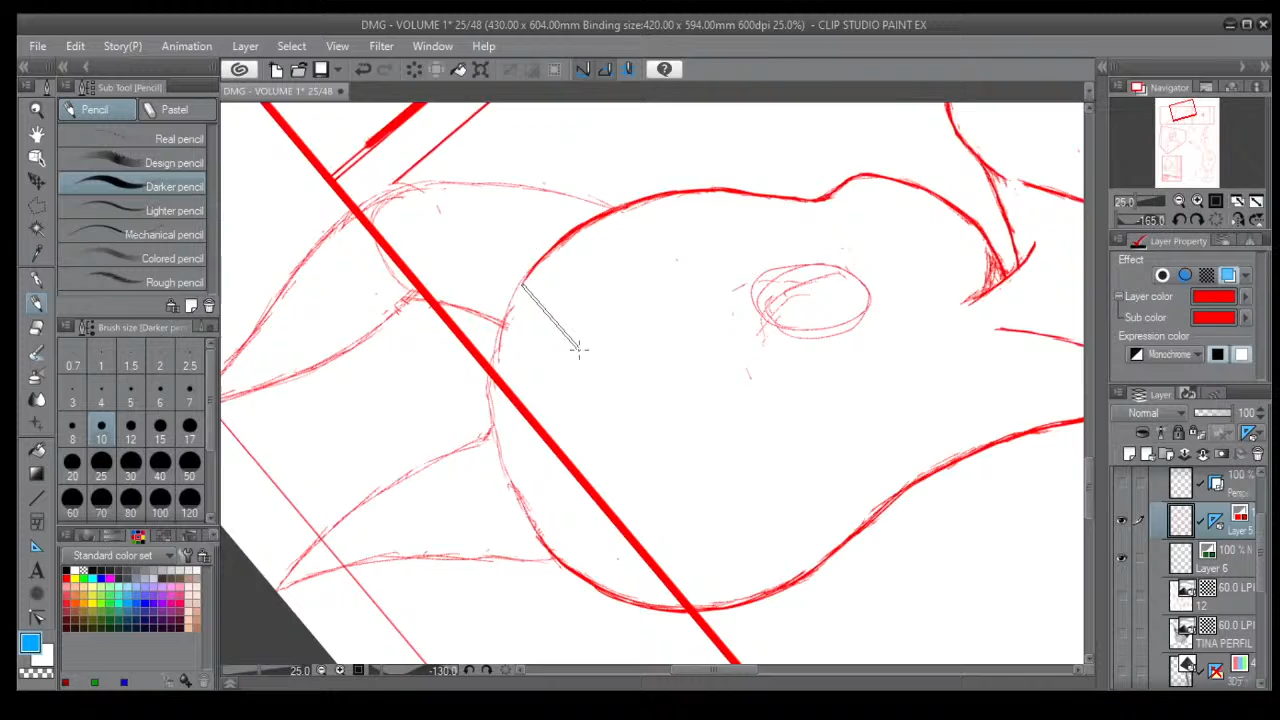 DMG - VOLUME 1* 25/48 (430.00 x 604.00mm Binding size:420.00 x 594.00mm 600dpi 25.0%) - CLIP STUDIO PAINT EX
File Edit Story(P) Animation Layer Select View Filter Window Help
Sub Tool [Pencil]
DMG - VOLUME 1* 25/48
Navigator
Pencil Pastel
Real pencil
Design pencil
Darker pencil
Lighter pencil
Mechanical pencil
Colored pencil
Rough pencil
25.0
-165.0
Layer Property
Effect
Layer color
Sub color
Expression color
Monochrome
Brush size [Darker pen
0.7 1 1.5 2 2.5
3 4 5 6 7
8 10 12 15 17
20 25 30 40 50
60 70 80 100 120
Layer
Normal 100
100 %
Persp
Layer 5
100 % N
Layer 6
60.0 LPI
12
60.0 LPI
TINA PERFIL
Standard color set
25.0 -130.0